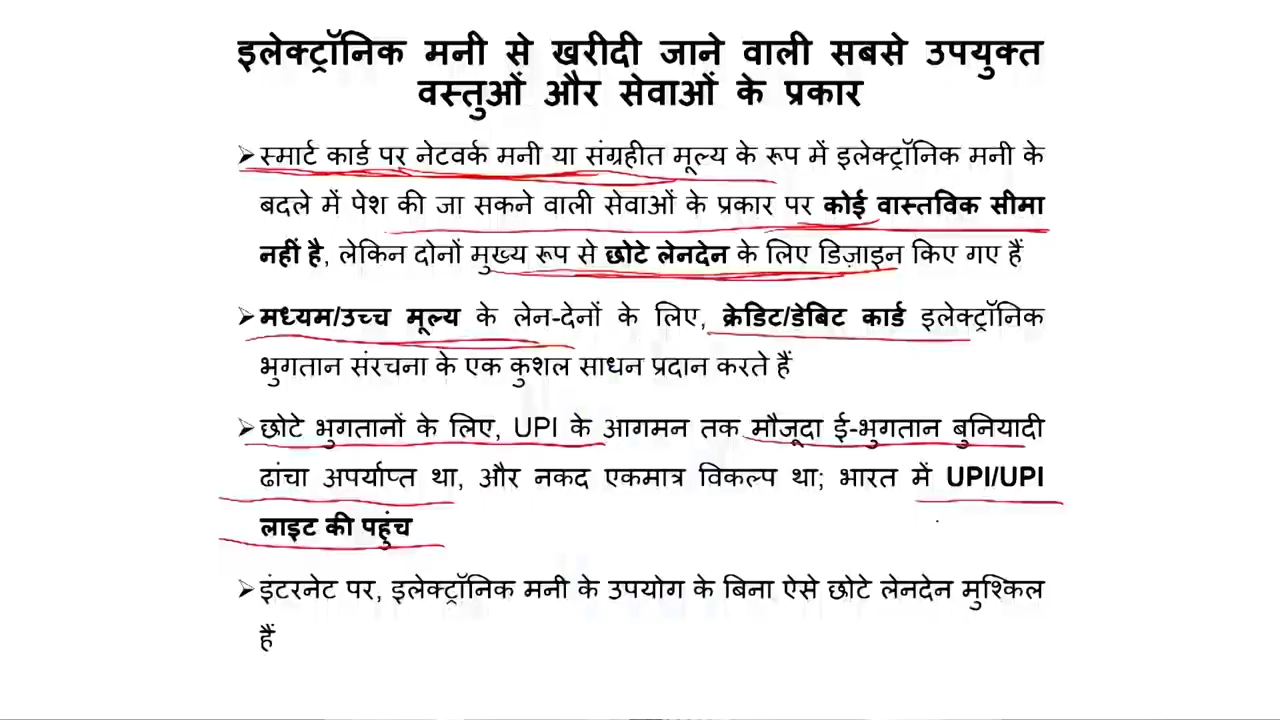 इलेक्ट्रॉनिक मनी से खरीदी जाने वाली सबसे उपयुक्त
वस्तुओं और सेवाओं के प्रकार
➢स्मार्ट कार्ड पर नेटवर्क मनी या संग्रहीत मूल्य के रूप में इलेक्ट्रॉनिक मनी के
बदले में पेश की जा सकने वाली सेवाओं के प्रकार पर कोई वास्तविक सीमा
नहीं है, लेकिन दोनों मुख्य रूप से छोटे लेनदेन के लिए डिज़ाइन किए गए हैं
➢मध्यम/उच्च मूल्य के लेन-देनों के लिए, क्रेडिट/डेबिट कार्ड इलेक्ट्रॉनिक
भुगतान संरचना के एक कुशल साधन प्रदान करते हैं
➢छोटे भुगतानों के लिए, UPI के आगमन तक मौजूदा ई-भुगतान बुनियादी
ढांचा अपर्याप्त था, और नकद एकमात्र विकल्प था; भारत में UPI/UPI
लाइट की पहुंच
➢इंटरनेट पर, इलेक्ट्रॉनिक मनी के उपयोग के बिना ऐसे छोटे लेनदेन मुश्किल
हैं